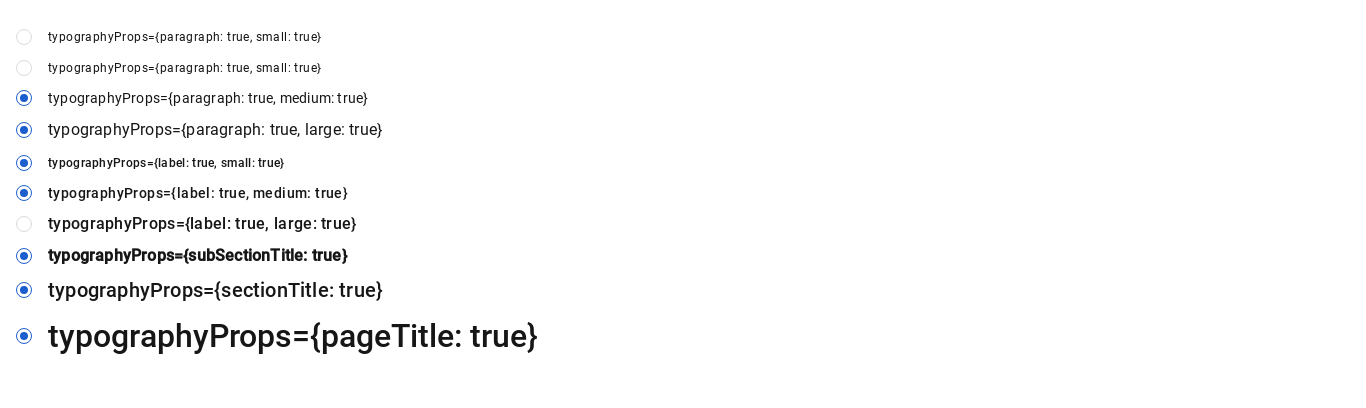 typographyProps={paragraph: true, small: true}
typographyProps={paragraph: true, small: true}
typographyProps={paragraph: true, medium: true}
typographyProps={paragraph: true, large: true}
typographyProps={label: true, small: true}
typographyProps={label: true, medium: true}
typographyProps={label: true, large: true}
typographyProps={subSectionTitle: true}
typographyProps={sectionTitle: true}
typographyProps={pageTitle: true}